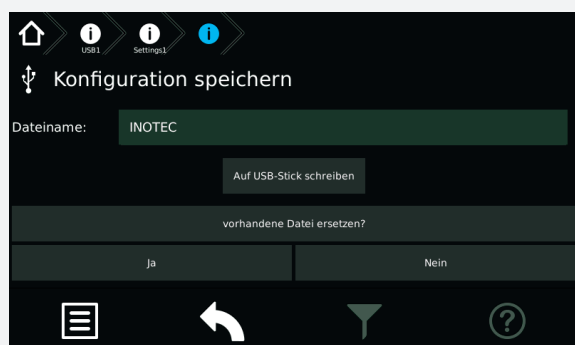 USB1
Settings1
Konfiguration speichern
Dateiname: INOTEC
Auf USB-Stick schreiben
vorhandene Datei ersetzen?
Ja Nein